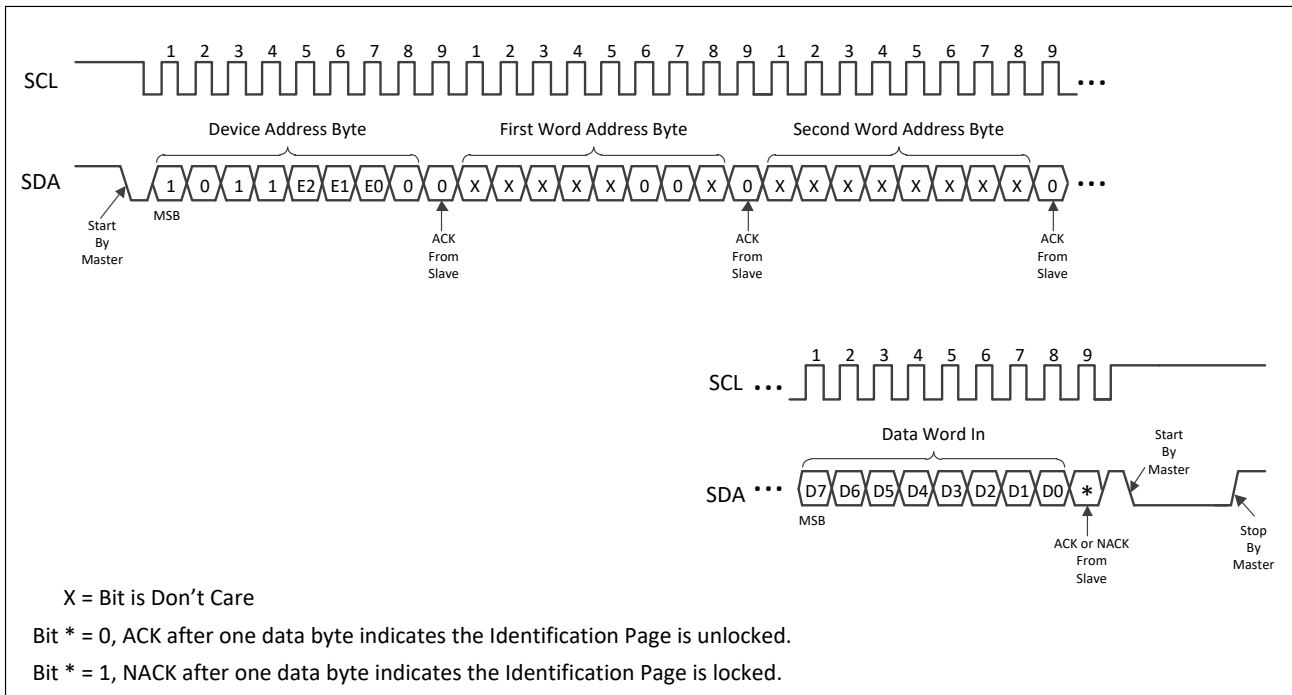 1 2 3 4 5 6 7 8 9 1 2 3 4 5 6 7 8 9 1 2 3 4 5 6 7 8 9
SCL ...
Device Address Byte First Word Address Byte Second Word Address Byte
SDA 1 0 1 1 E2 E1 E0 0 0 X X X X X 0 0 X 0 X X X X X X X X 0 ...
MSB
Start
By
Master
ACK
From
Slave
ACK
From
Slave
ACK
From
Slave
1 2 3 4 5 6 7 8 9
SCL ...
Data Word In
SDA ... D7 D6 D5 D4 D3 D2 D1 D0 *
MSB
Start
By
Master
ACK or NACK
From
Slave
Stop
By
Master
X = Bit is Don't Care
Bit * = 0, ACK after one data byte indicates the Identification Page is unlocked.
Bit * = 1, NACK after one data byte indicates the Identification Page is locked.